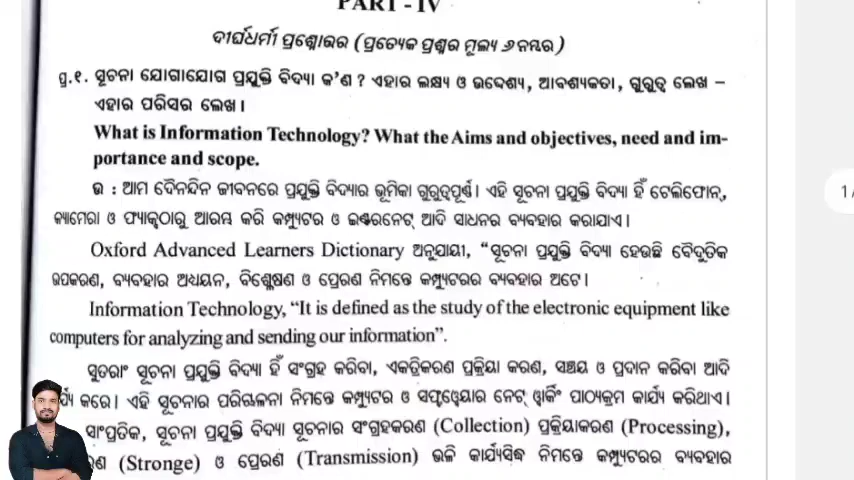 PART - IV
ଦୀର୍ଘଧର୍ମୀ ପ୍ରଶ୍ନୋତ୍ତର (ପ୍ରତ୍ୟେକ ପ୍ରଶ୍ନର ମୂଲ୍ୟ ୬ ନମ୍ବର)
ପ୍ର.୧. ସୂଚନା ଯୋଗାଯୋଗ ପ୍ରଯୁକ୍ତି ବିଦ୍ୟା କ'ଣ ? ଏହାର ଲକ୍ଷ୍ୟ ଓ ଉଦ୍ଦେଶ୍ୟ, ଆବଶ୍ୟକତା, ଗୁରୁତ୍ୱ ଲେଖ –
ଏହାର ପରିସର ଲେଖ ।
What is Information Technology? What the Aims and objectives, need and im-
portance and scope.
ଉ : ଆମ ଦୈନନ୍ଦିନ ଜୀବନରେ ପ୍ରଯୁକ୍ତି ବିଦ୍ୟାର ଭୂମିକା ଗୁରୁତ୍ୱପୂର୍ଣ୍ଣ। ଏହି ସୂଚନା ପ୍ରଯୁକ୍ତି ବିଦ୍ୟା ହିଁ ଟେଲିଫୋନ୍,
କ୍ୟାମେରା ଓ ଫ୍ୟାକ୍ସଠାରୁ ଆରମ୍ଭ କରି କମ୍ପ୍ୟୁଟର ଓ ଇଣ୍ଟରନେଟ୍ ଆଦି ସାଧନର ବ୍ୟବହାର କରାଯାଏ।
Oxford Advanced Learners Dictionary ଅନୁଯାୟୀ, “ସୂଚନା ପ୍ରଯୁକ୍ତି ବିଦ୍ୟା ହେଉଛି ବୈଦୁତିକ
ଉପକରଣ, ବ୍ୟବହାର ଅଧ୍ୟୟନ, ବିଶ୍ଳେଷଣ ଓ ପ୍ରେରଣ ନିମନ୍ତେ କମ୍ପ୍ୟୁଟରର ବ୍ୟବହାର ଅଟେ।
Information Technology, “It is defined as the study of the electronic equipment like
computers for analyzing and sending our information”.
ସୁତରାଂ ସୂଚନା ପ୍ରଯୁକ୍ତି ବିଦ୍ୟା ହିଁ ସଂଗ୍ରହ କରିବା, ଏକତ୍ରିକରଣ ପ୍ରକ୍ରିୟା କରଣ, ସଞ୍ଚୟ ଓ ପ୍ରଦାନ କରିବା ଆଦି
କରେ। ଏହି ସୂଚନାର ପରିଚାଳନା ନିମନ୍ତେ କମ୍ପ୍ୟୁଟର ଓ ସଫ୍ଟୱେୟାର ନେଟ୍ ୱାର୍କିଂ ପାଠ୍ୟକ୍ରମ କାର୍ଯ୍ୟ କରିଥାଏ।
ସାଂପ୍ରତିକ, ସୂଚନା ପ୍ରଯୁକ୍ତି ବିଦ୍ୟା ସୂଚନାର ସଂଗ୍ରହକରଣ (Collection) ପ୍ରକ୍ରିୟାକରଣ (Processing),
(Stronge) ଓ ପ୍ରେରଣ (Transmission) ଭଳି କାର୍ଯ୍ୟସିଦ୍ଧ ନିମନ୍ତେ କମ୍ପ୍ୟୁଟରର ବ୍ୟବହାର
1/